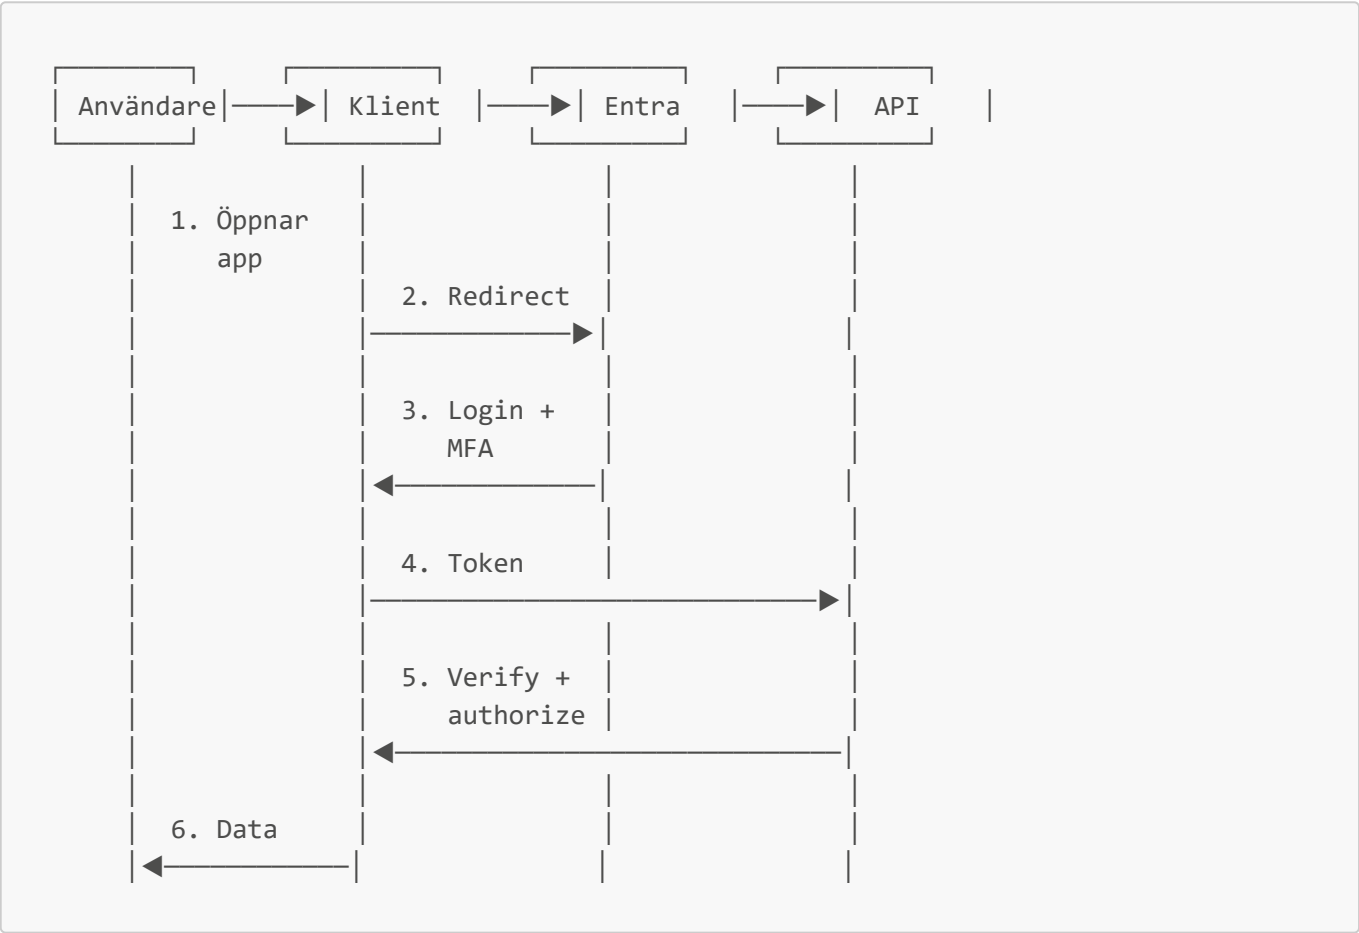 Användare Klient Entra API
1. Öppnar
app
2. Redirect
3. Login +
MFA
4. Token
5. Verify +
authorize
6. Data